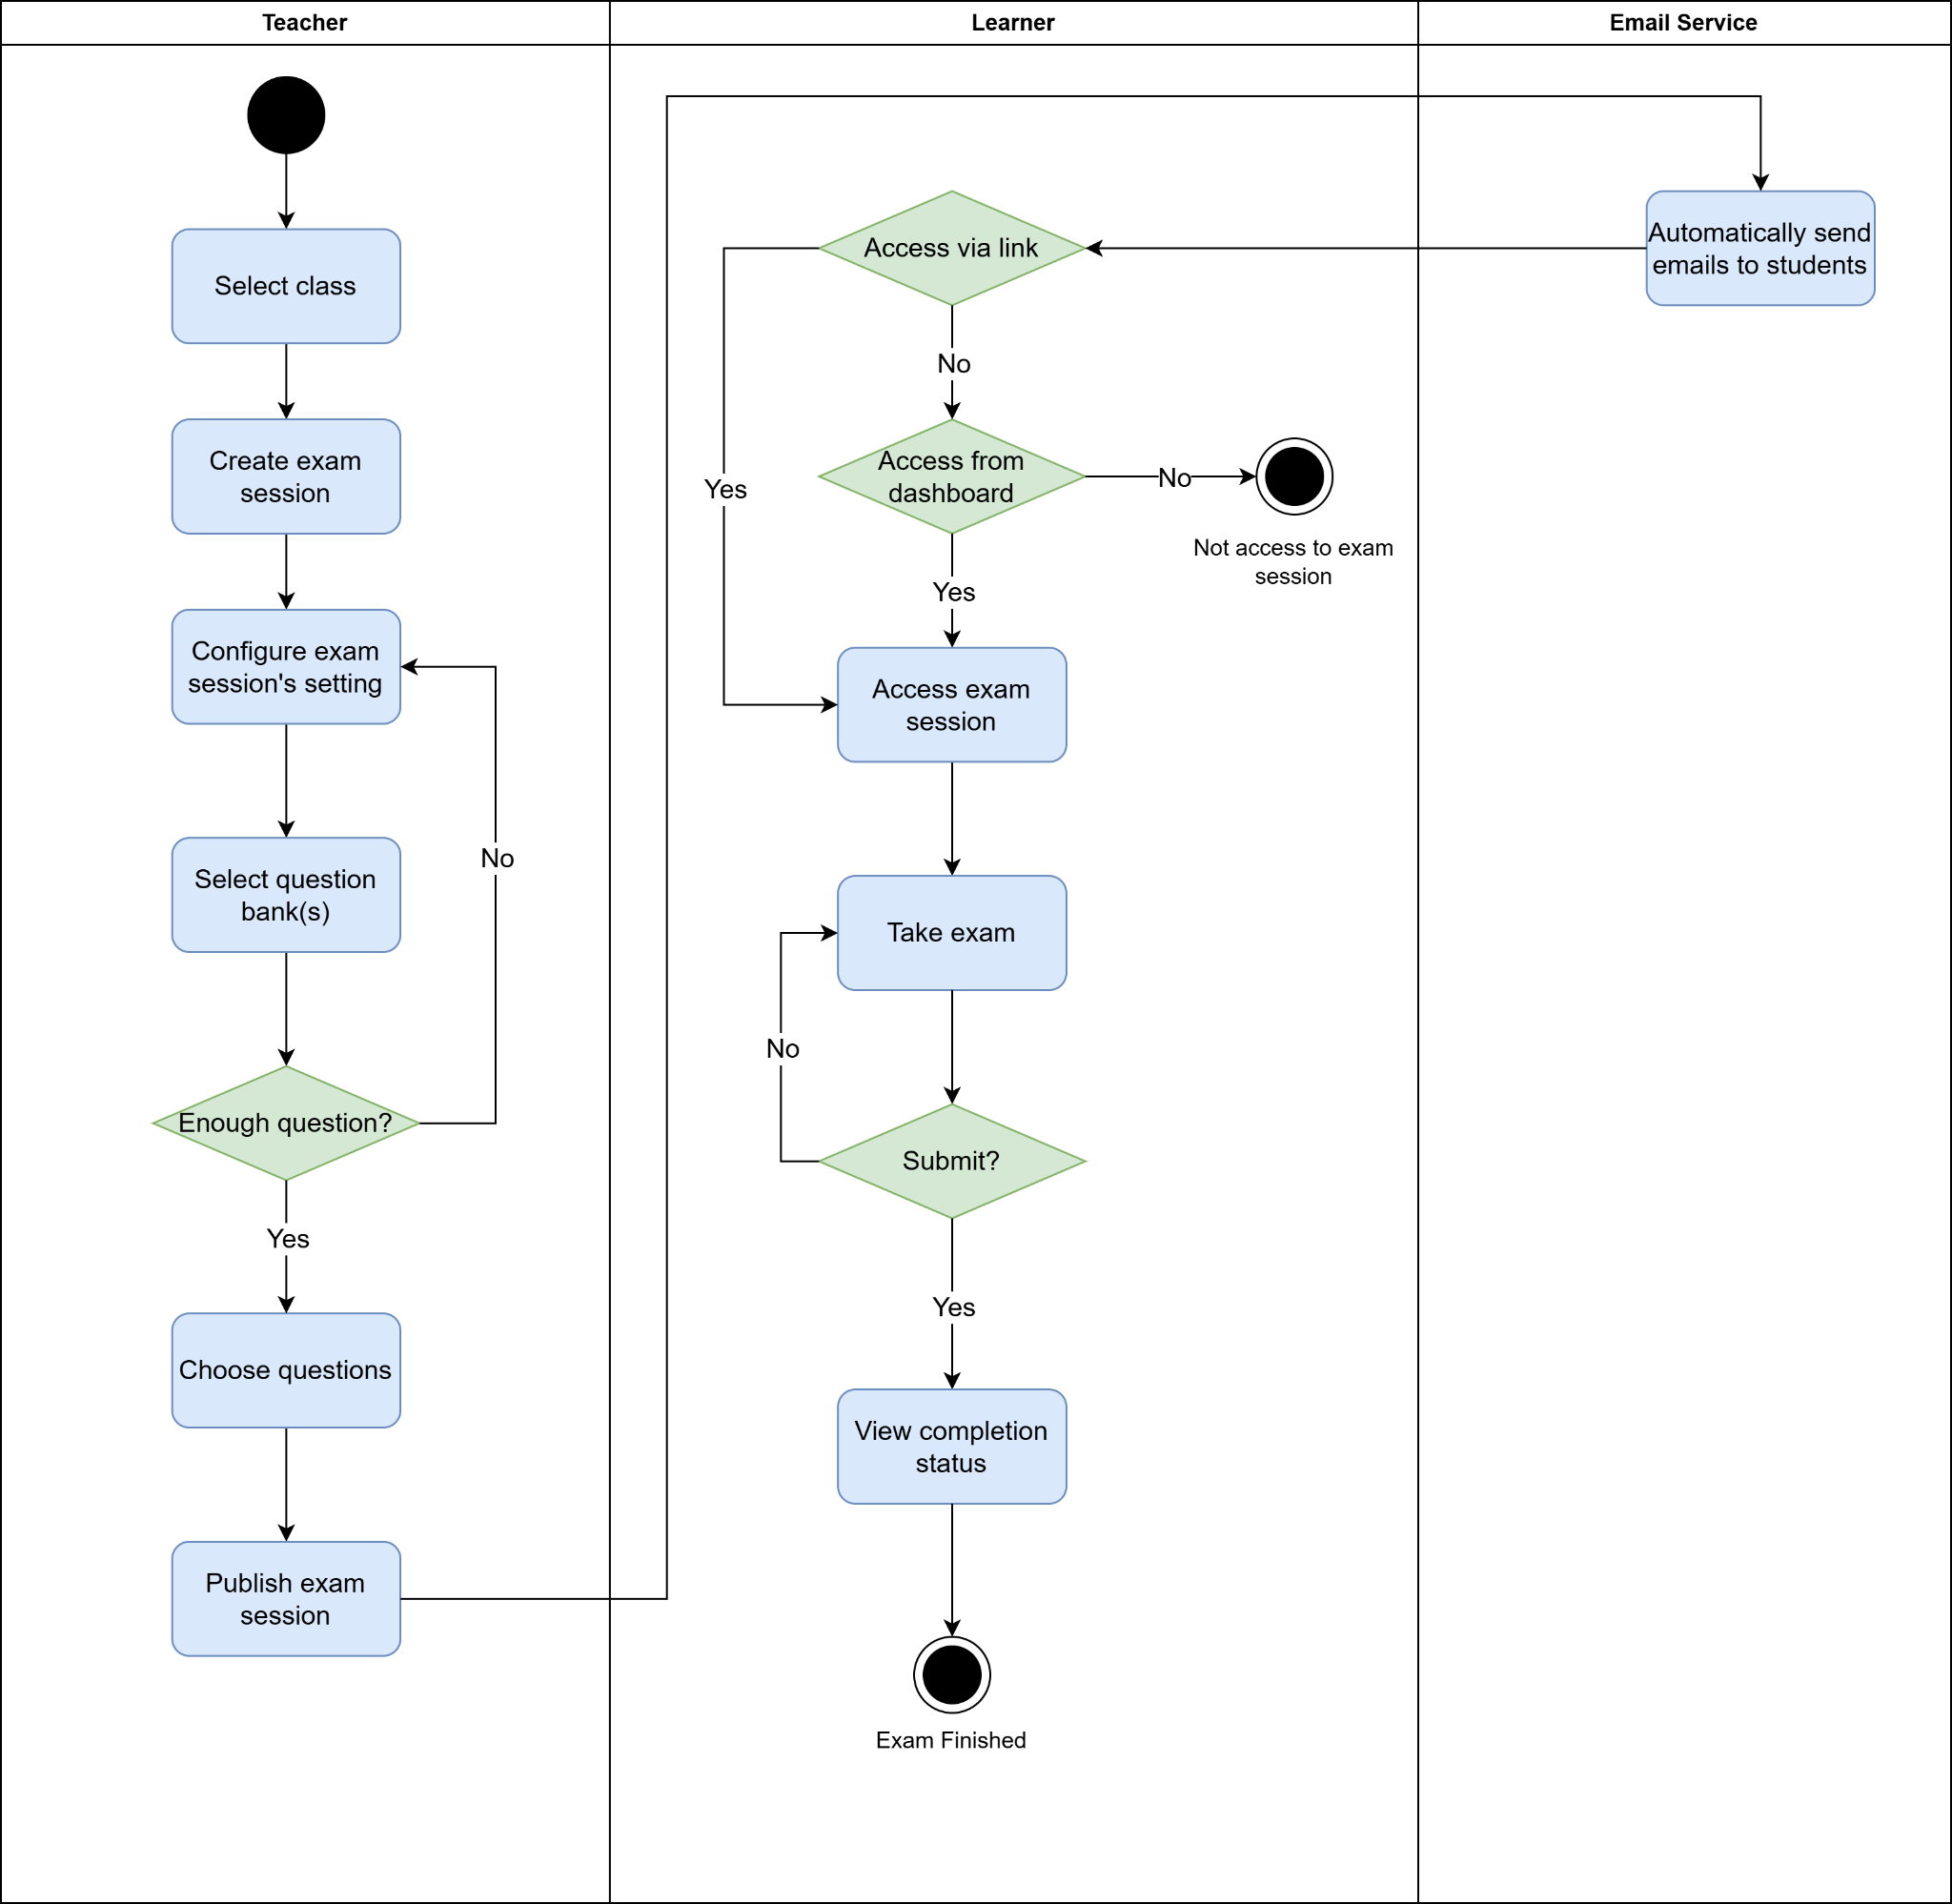 Teacher
Learner
Email Service
Select class
Create exam
session
Configure exam
session's setting
Select question
bank(s)
No
Enough question?
Yes
Choose questions
Publish exam
session
Access via link
No
Yes
Access from
dashboard
No
Not access to exam
session
Yes
Access exam
session
Take exam
No
Submit?
Yes
View completion
status
Exam Finished
Automatically send
emails to students